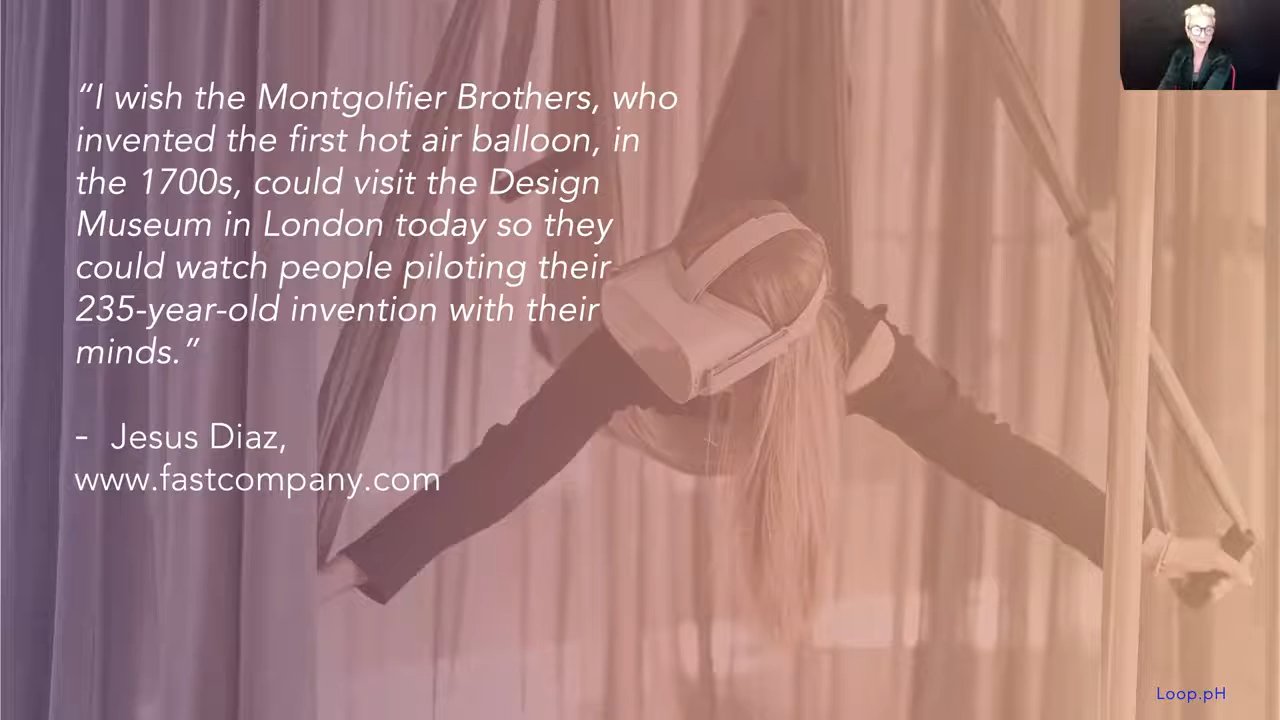 “I wish the Montgolfier Brothers, who
invented the first hot air balloon, in
the 1700s, could visit the Design
Museum in London today so they
could watch people piloting their
235-year-old invention with their
minds.”
- Jesus Diaz,
www.fastcompany.com
Loop.pH